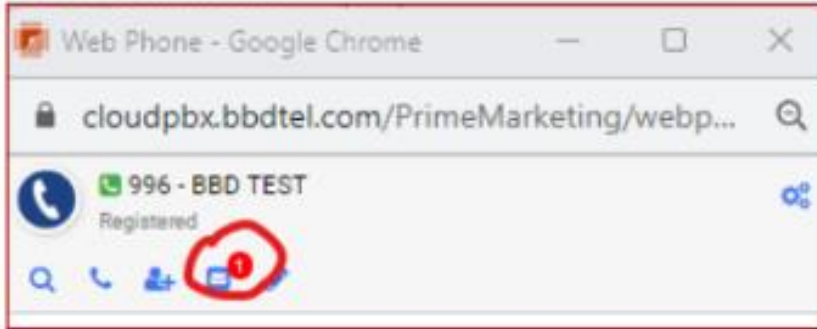 Web Phone - Google Chrome
cloudpbx.bbdtel.com/PrimeMarketing/webp...
996 - BBD TEST
Registered
1